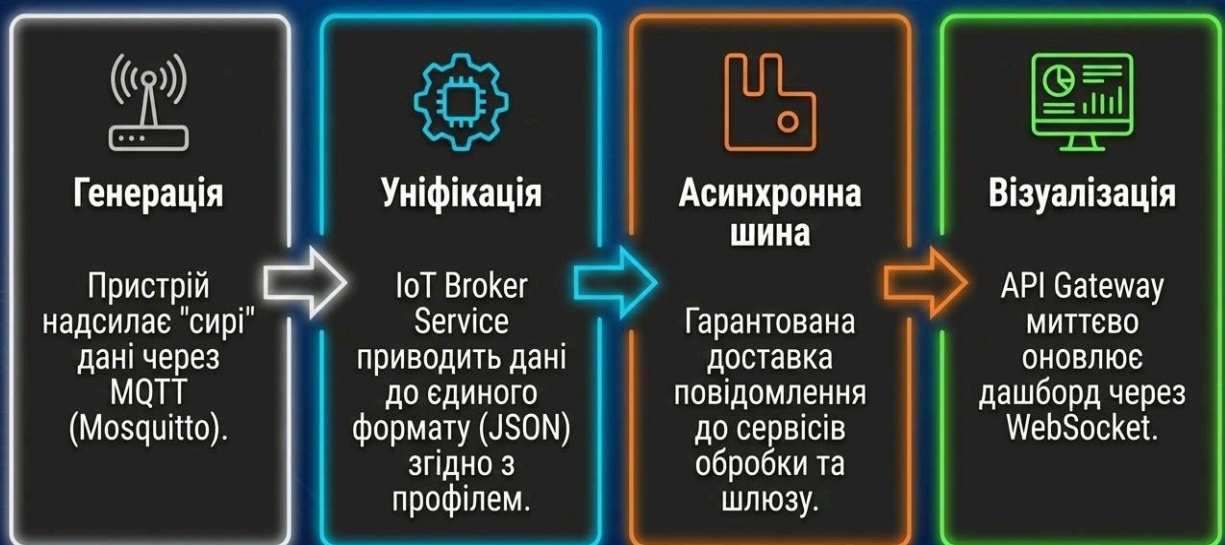 Генерація
Пристрій
надсилає "сирі"
дані через
MQTT
(Mosquitto).
Уніфікація
IoT Broker
Service
приводить дані
до єдиного
формату (JSON)
згідно з
профілем.
Асинхронна
шина
Гарантована
доставка
повідомлення
до сервісів
обробки та
шлюзу.
Візуалізація
API Gateway
миттєво
оновлює
дашборд через
WebSocket.